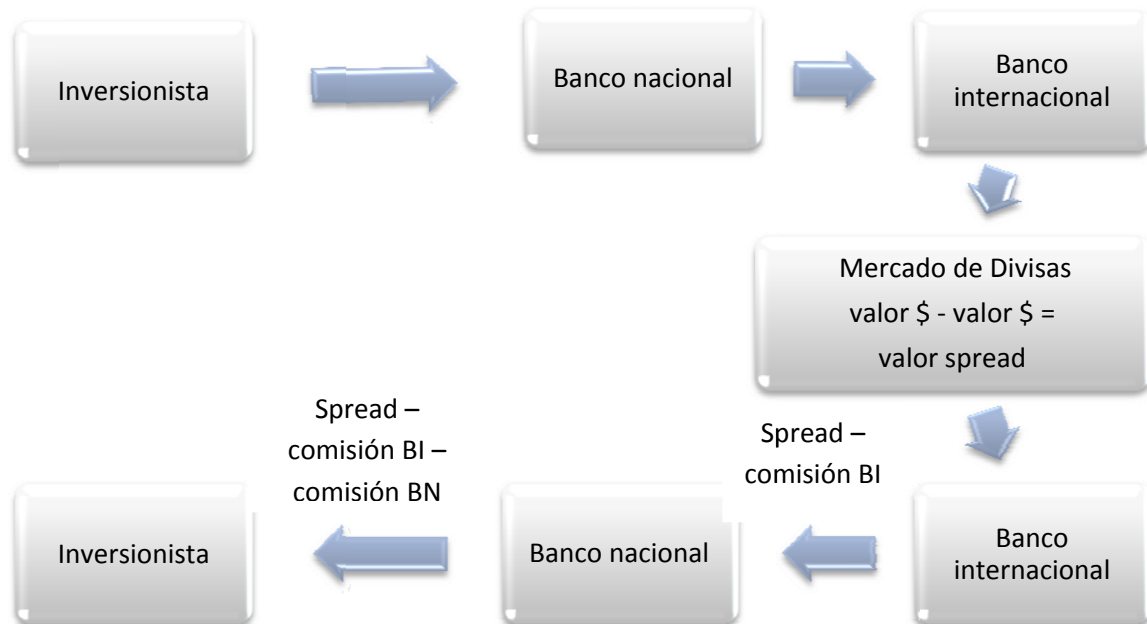 Inversionista
Banco nacional
Banco
internacional
Mercado de Divisas
valor $ - valor $ =
valor spread
Spread –
comisión BI
Spread –
comisión BI –
comisión BN
Banco
internacional
Banco nacional
Inversionista